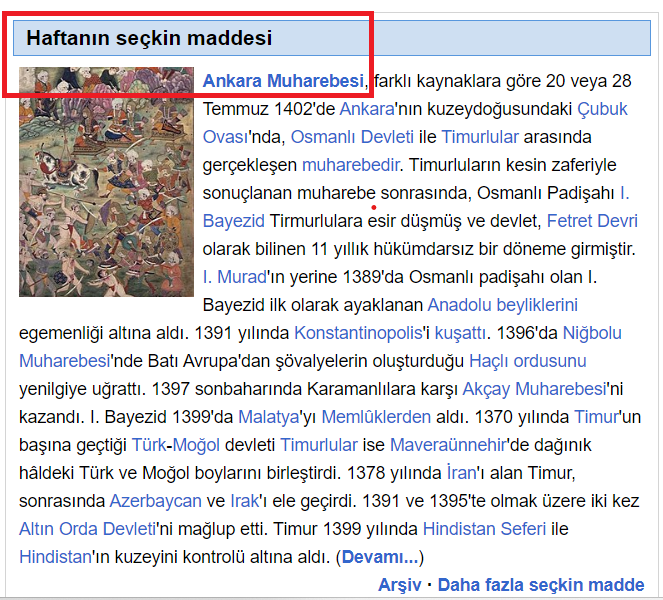 Haftanın seçkin maddesi
Ankara Muharebesi, farklı kaynaklara göre 20 veya 28
Temmuz 1402'de Ankara'nın kuzeydoğusundaki Çubuk
Ovası'nda, Osmanlı Devleti ile Timurlular arasında
gerçekleşen muharebedir. Timurluların kesin zaferiyle
sonuçlanan muharebe sonrasında, Osmanlı Padişahı I.
Bayezid Tirmurlulara esir düşmüş ve devlet, Fetret Devri
olarak bilinen 11 yıllık hükümdarsız bir döneme girmiştir.
I. Murad'ın yerine 1389'da Osmanlı padişahı olan I.
Bayezid ilk olarak ayaklanan Anadolu beyliklerini
egemenliği altına aldı. 1391 yılında Konstantinopolis'i kuşattı. 1396'da Niğbolu
Muharebesi'nde Batı Avrupa'dan şövalyelerin oluşturduğu Haçlı ordusunu
yenilgiye uğrattı. 1397 sonbaharında Karamanlılara karşı Akçay Muharebesi'ni
kazandı. I. Bayezid 1399'da Malatya'yı Memlûklerden aldı. 1370 yılında Timur'un
başına geçtiği Türk-Moğol devleti Timurlular ise Maveraünnehir'de dağınık
hâldeki Türk ve Moğol boylarını birleştirdi. 1378 yılında İran'ı alan Timur,
sonrasında Azerbaycan ve Irak'ı ele geçirdi. 1391 ve 1395'te olmak üzere iki kez
Altın Orda Devleti'ni mağlup etti. Timur 1399 yılında Hindistan Seferi ile
Hindistan'ın kuzeyini kontrolü altına aldı. (Devamı...)
Arşiv · Daha fazla seçkin madde